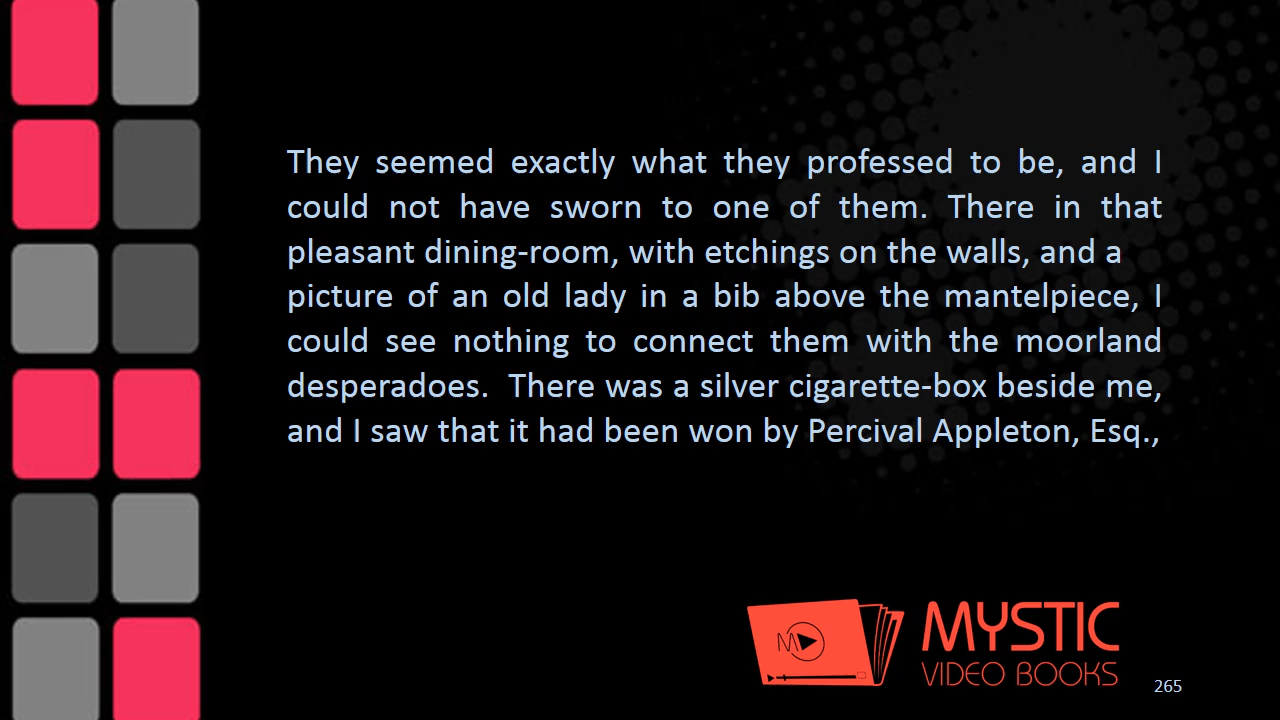 They seemed exactly what they professed to be, and I
could not have sworn to one of them. There in that
pleasant dining-room, with etchings on the walls, and a
picture of an old lady in a bib above the mantelpiece, I
could see nothing to connect them with the moorland
desperadoes.  There was a silver cigarette-box beside me,
and I saw that it had been won by Percival Appleton, Esq.,
M
MYSTIC
VIDEO BOOKS
265